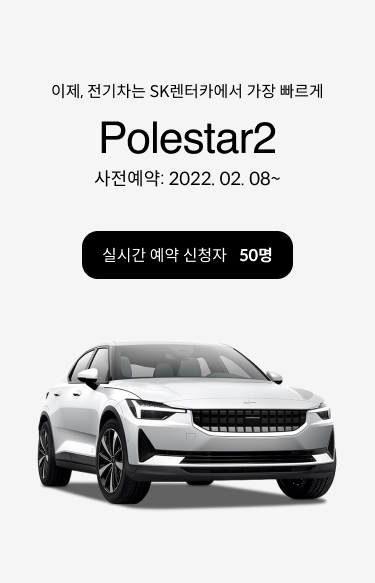 이제, 전기차는 SK렌터카에서 가장 빠르게
Polestar2
사전예약: 2022. 02. 08~
실시간 예약 신청자 50명